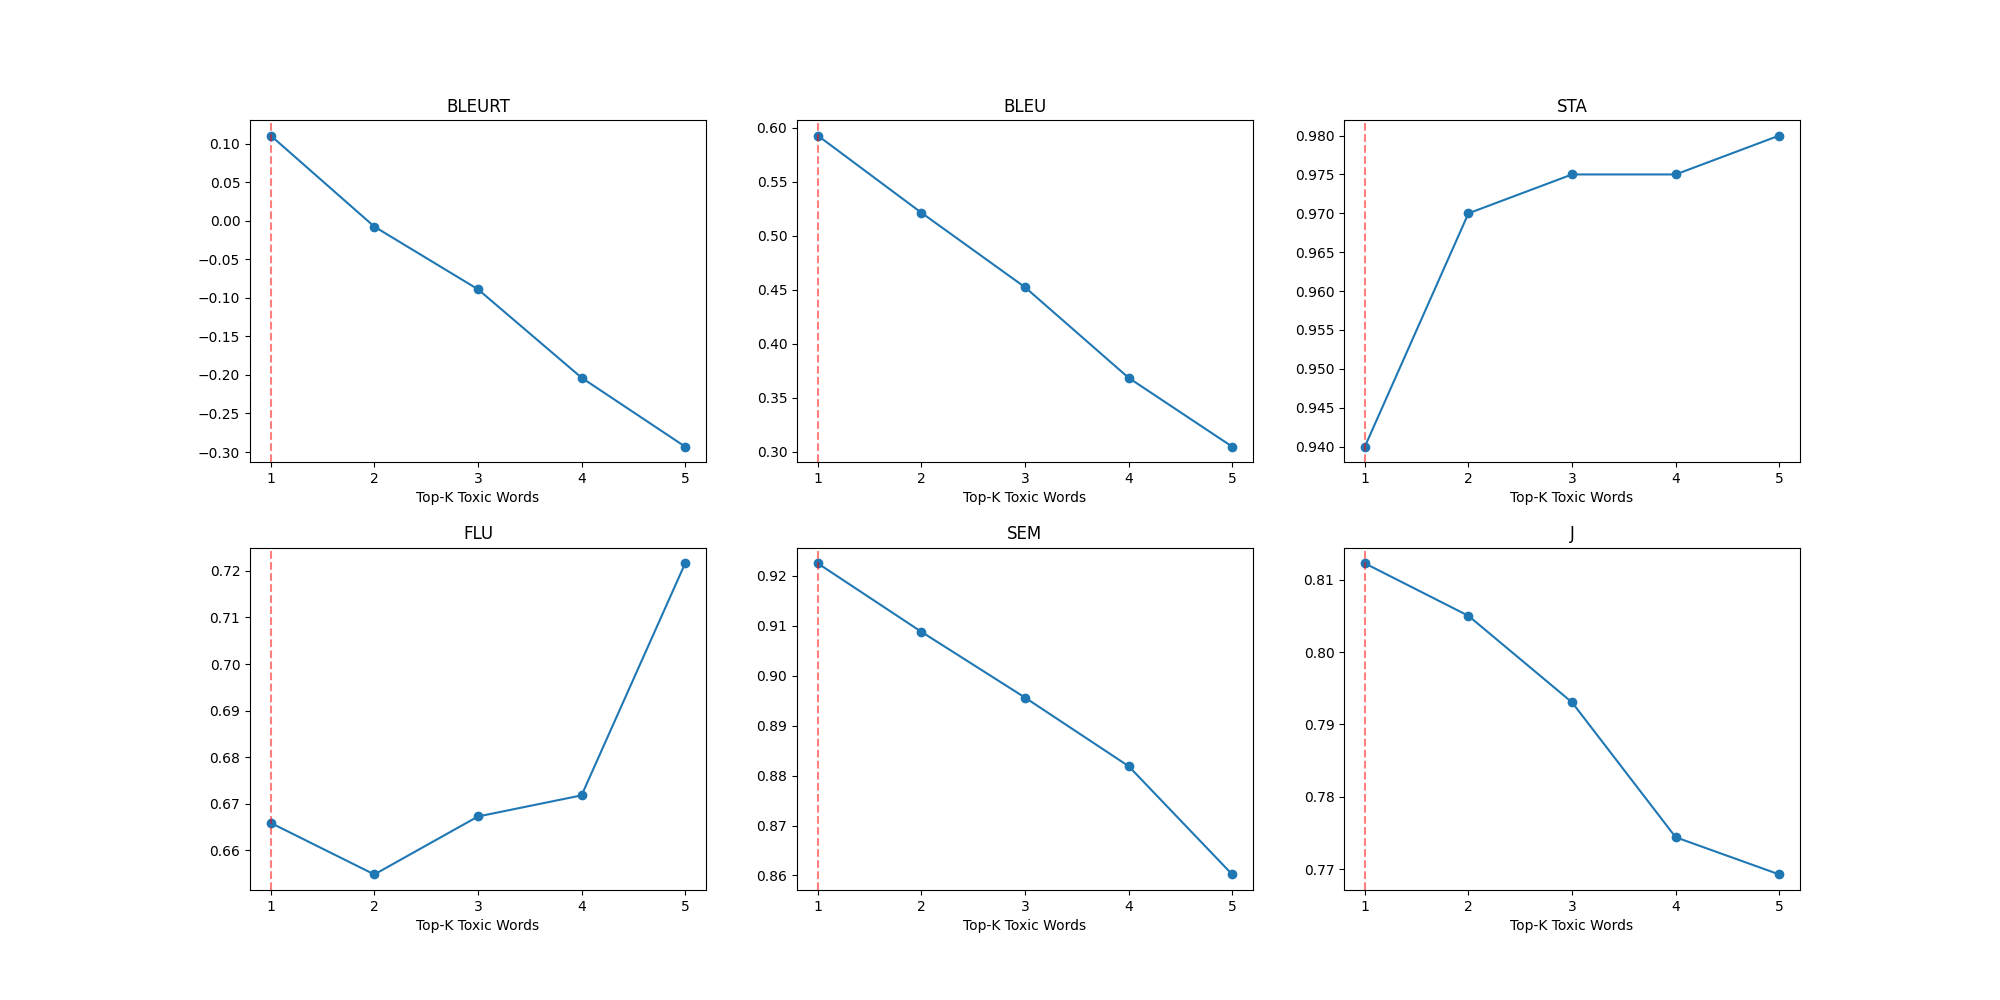 BLEURT
0.10
0.05
0.00
−0.05
−0.10
−0.15
−0.20
−0.25
−0.30
1 2 3 4 5
Top-K Toxic Words
BLEU
0.60
0.55
0.50
0.45
0.40
0.35
0.30
1 2 3 4 5
Top-K Toxic Words
STA
0.980
0.975
0.970
0.965
0.960
0.955
0.950
0.945
0.940
1 2 3 4 5
Top-K Toxic Words
FLU
0.72
0.71
0.70
0.69
0.68
0.67
0.66
1 2 3 4 5
Top-K Toxic Words
SEM
0.92
0.91
0.90
0.89
0.88
0.87
0.86
1 2 3 4 5
Top-K Toxic Words
J
0.81
0.80
0.79
0.78
0.77
1 2 3 4 5
Top-K Toxic Words